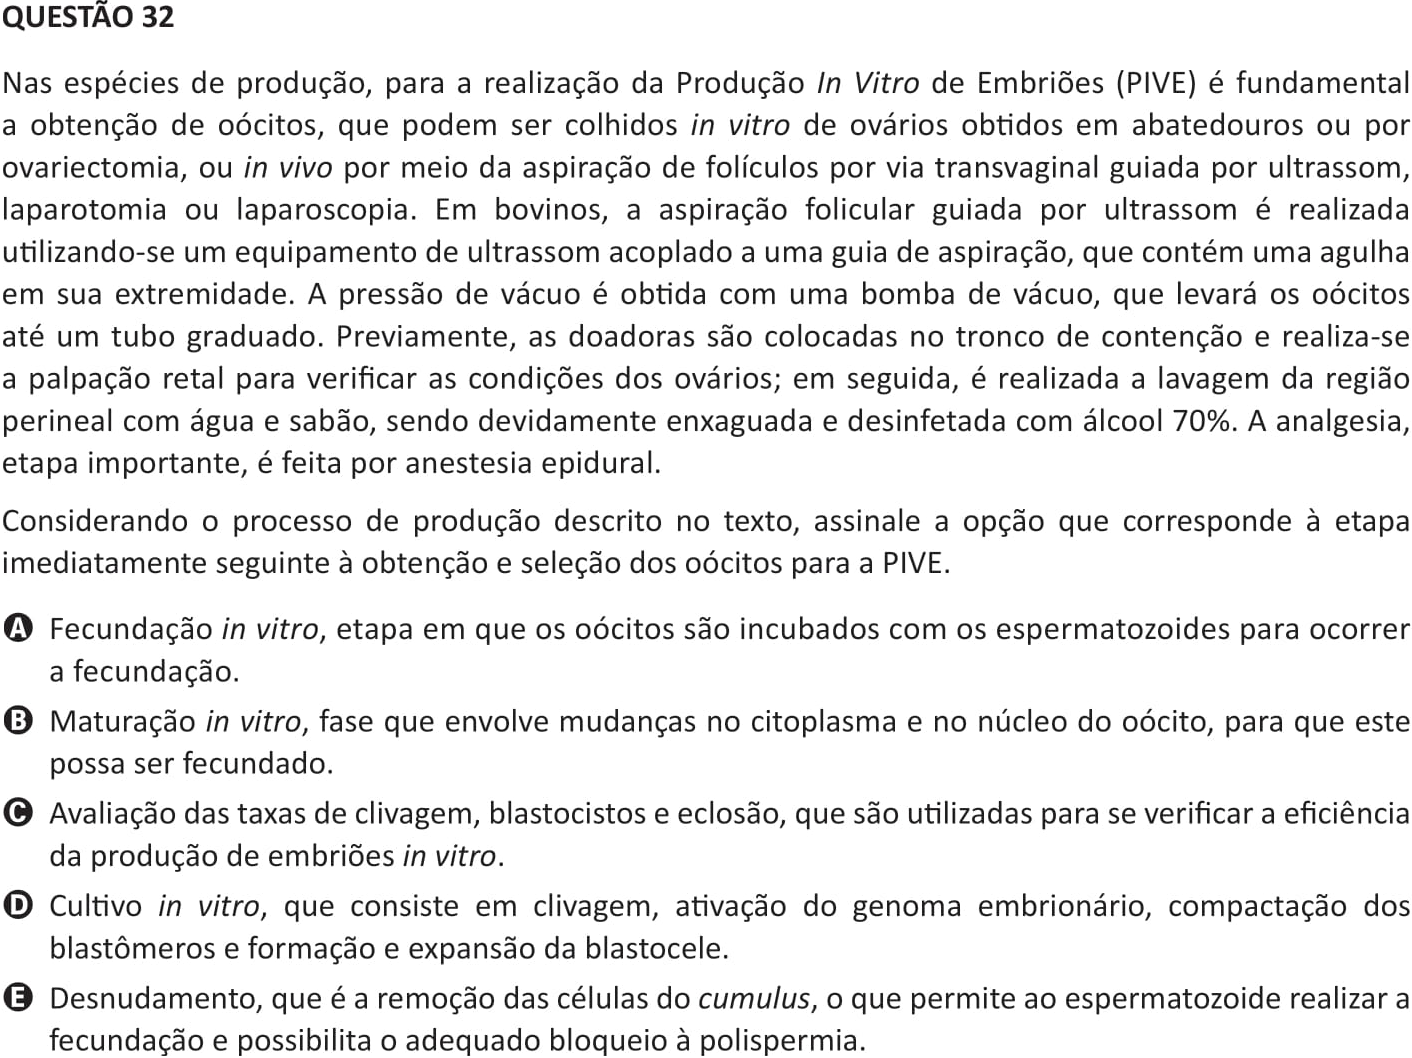 QUESTÃO 32
Nas espécies de produção, para a realização da Produção In Vitro de Embriões (PIVE) é fundamental
a obtenção de oócitos, que podem ser colhidos in vitro de ovários obtidos em abatedouros ou por
ovariectomia, ou in vivo por meio da aspiração de folículos por via transvaginal guiada por ultrassom,
laparotomia ou laparoscopia. Em bovinos, a aspiração folicular guiada por ultrassom é realizada
utilizando-se um equipamento de ultrassom acoplado a uma guia de aspiração, que contém uma agulha
em sua extremidade. A pressão de vácuo é obtida com uma bomba de vácuo, que levará os oócitos
até um tubo graduado. Previamente, as doadoras são colocadas no tronco de contenção e realiza-se
a palpação retal para verificar as condições dos ovários; em seguida, é realizada a lavagem da região
perineal com água e sabão, sendo devidamente enxaguada e desinfetada com álcool 70%. A analgesia,
etapa importante, é feita por anestesia epidural.
Considerando o processo de produção descrito no texto, assinale a opção que corresponde à etapa
imediatamente seguinte à obtenção e seleção dos oócitos para a PIVE.
A Fecundação in vitro, etapa em que os oócitos são incubados com os espermatozoides para ocorrer
a fecundação.
B Maturação in vitro, fase que envolve mudanças no citoplasma e no núcleo do oócito, para que este
possa ser fecundado.
C Avaliação das taxas de clivagem, blastocistos e eclosão, que são utilizadas para se verificar a eficiência
da produção de embriões in vitro.
D Cultivo in vitro, que consiste em clivagem, ativação do genoma embrionário, compactação dos
blastômeros e formação e expansão da blastocele.
E Desnudamento, que é a remoção das células do cumulus, o que permite ao espermatozoide realizar a
fecundação e possibilita o adequado bloqueio à polispermia.